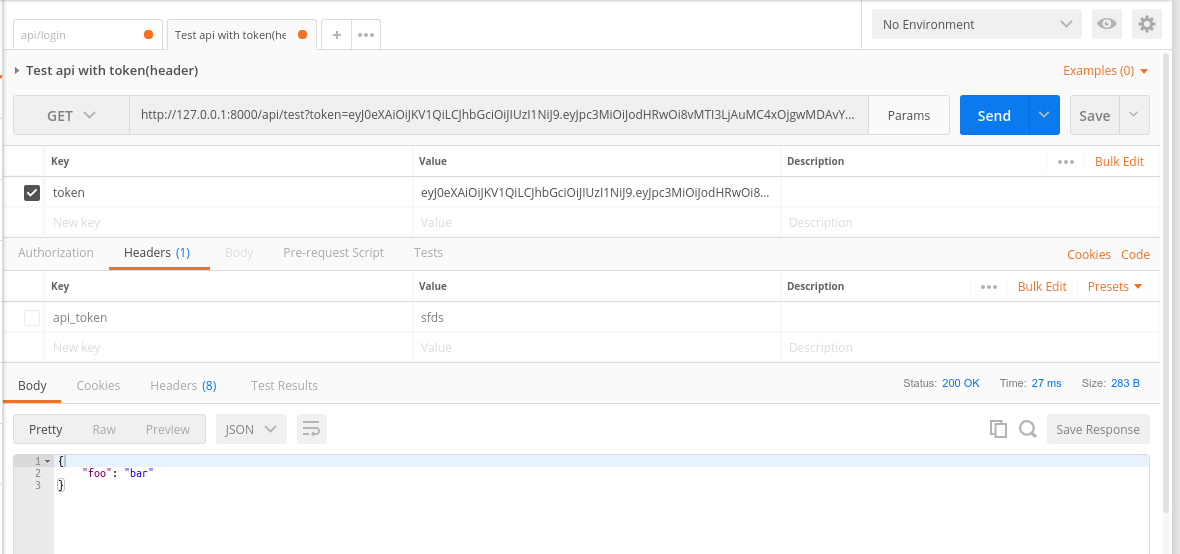 api/login
Test api with token(he
+
No Environment
Test api with token(header)
Examples (0)
GET
http://127.0.0.1:8000/api/test?token=eyJ0eXAiOiJKV1QiLCJhbGciOiJIUzI1NiJ9.eyJpc3MiOiJodHRwOi8vMTI3LjAuMC4xOjgwMDAvY...
Params
Send
Save
Key Value Description ••• Bulk Edit
token eyJ0eXAiOiJKV1QiLCJhbGciOiJIUzI1NiJ9.eyJpc3MiOiJodHRwOi8...
New key Value Description
Authorization Headers (1) Body Pre-request Script Tests Cookies Code
Key Value Description ••• Bulk Edit Presets
api_token sfds
New key Value Description
Body Cookies Headers (8) Test Results Status: 200 OK Time: 27 ms Size: 283 B
Pretty Raw Preview JSON Save Response
1 {
2 "foo": "bar"
3 }